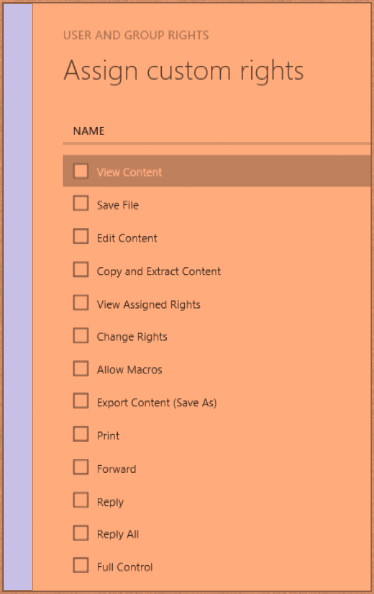 USER AND GROUP RIGHTS
Assign custom rights
NAME
View Content
Save File
Edit Content
Copy and Extract Content
View Assigned Rights
Change Rights
Allow Macros
Export Content (Save As)
Print
Forward
Reply
Reply All
Full Control